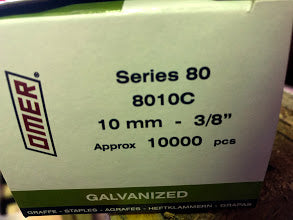 OMER®
Series 80
8010C
10 mm - 3/8”
Approx 10000 pcs
GALVANIZED
GRAFFE - STAPLES - AGRAFES - HEFTKLAMMERN - GRAPAS